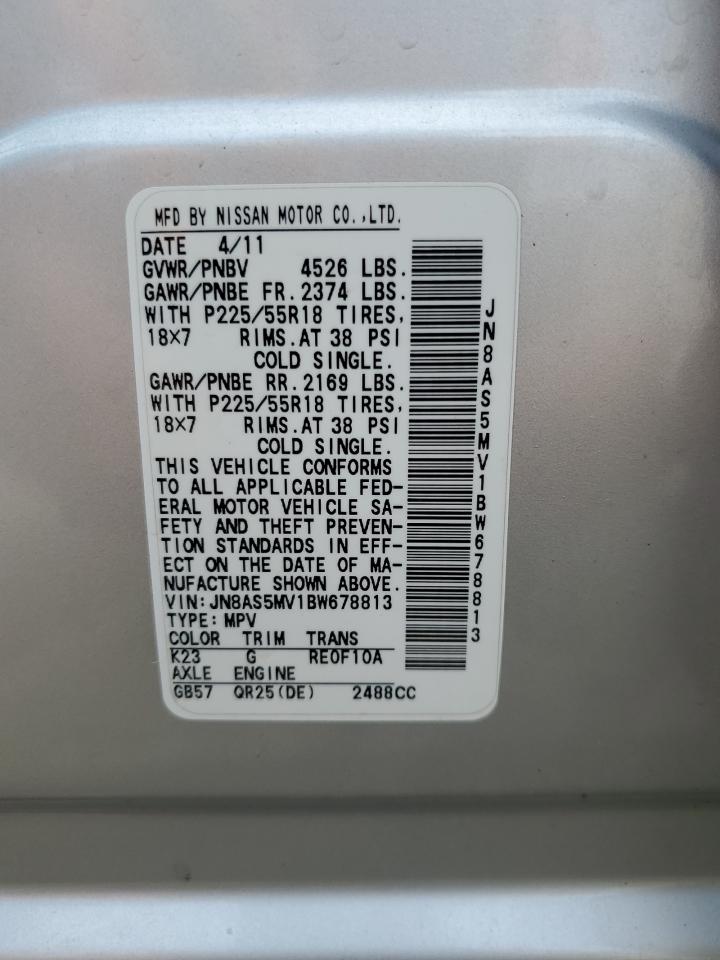 MFD BY NISSAN MOTOR CO.,LTD.
DATE 4/11
GVWR/PNBV 4526 LBS.
GAWR/PNBE FR. 2374 LBS.
WITH P225/55R18 TIRES,
18×7 RIMS. AT 38 PSI
COLD SINGLE.
GAWR/PNBE RR. 2169 LBS.
WITH P225/55R18 TIRES,
18×7 RIMS. AT 38 PSI
COLD SINGLE.
THIS VEHICLE CONFORMS
TO ALL APPLICABLE FED-
ERAL MOTOR VEHICLE SA-
FETY AND THEFT PREVEN-
TION STANDARDS IN EFF-
ECT ON THE DATE OF MA-
NUFACTURE SHOWN ABOVE.
VIN: JN8AS5MV1BW678813
TYPE: MPV
COLOR TRIM TRANS
K23 G RE0F10A
AXLE ENGINE
GB57 QR25(DE) 2488CC
JN8AS5MV1BW678813